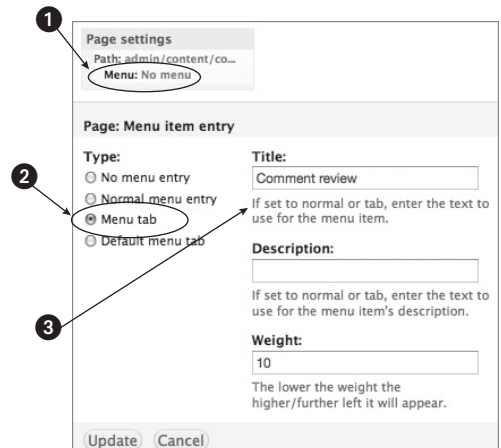 1
Page settings
Path: admin/content/co...
Menu: No menu
Page: Menu item entry
2
Type:
No menu entry
Normal menu entry
Menu tab
Default menu tab
3
Title:
Comment review
If set to normal or tab, enter the text to
use for the menu item.
Description:
If set to normal or tab, enter the text to
use for the menu item's description.
Weight:
10
The lower the weight the
higher/further left it will appear.
Update Cancel